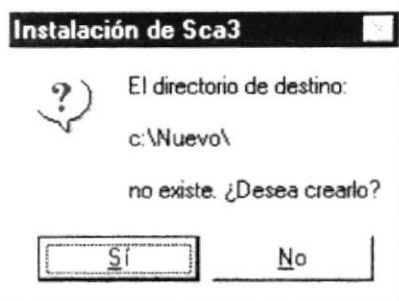 Instalación de Sca3
?
El directorio de destino:
c:\Nuevo\
no existe. ¿Desea crearlo?
Sí
No